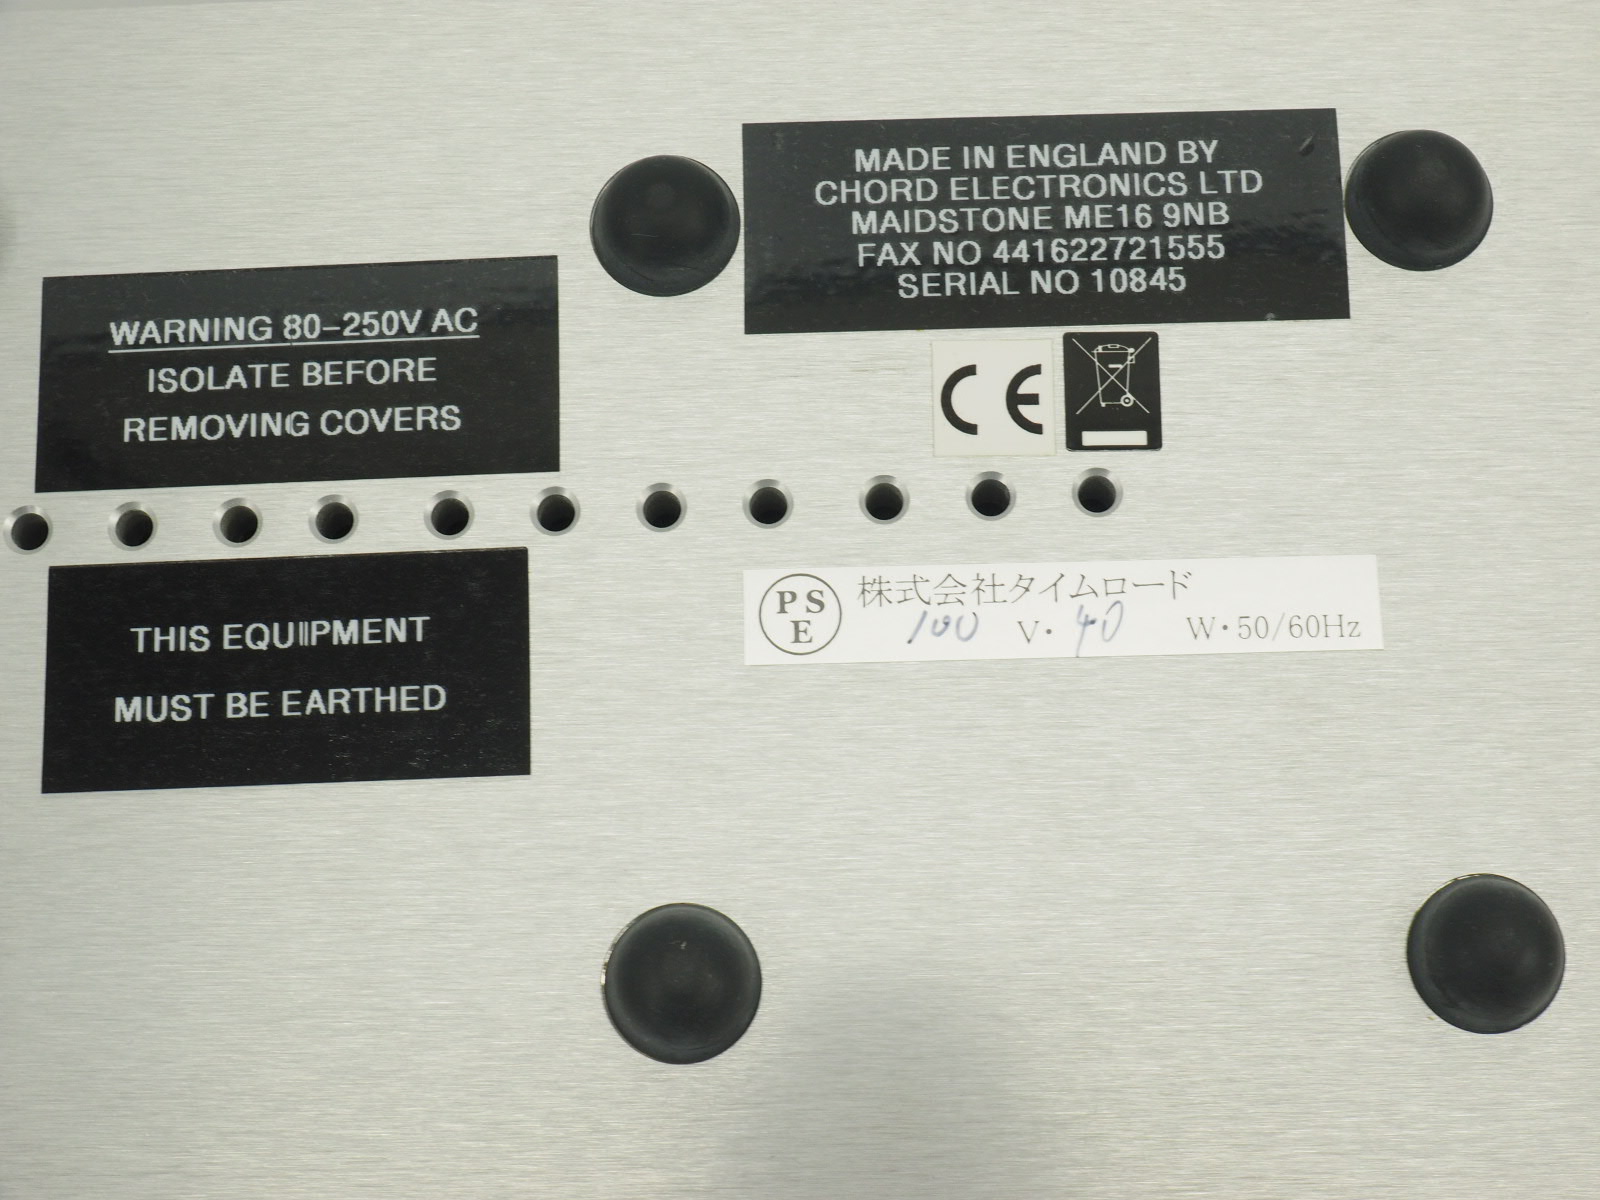 MADE IN ENGLAND BY
CHORD ELECTRONICS LTD
MAIDSTONE ME16 9NB
FAX NO 441622721555
SERIAL NO 10845
WARNING 80-250V AC
ISOLATE BEFORE
REMOVING COVERS
CE
THIS EQUIPMENT
MUST BE EARTHED
PSE 株式会社タイムロード
100 V・40 W・50/60Hz